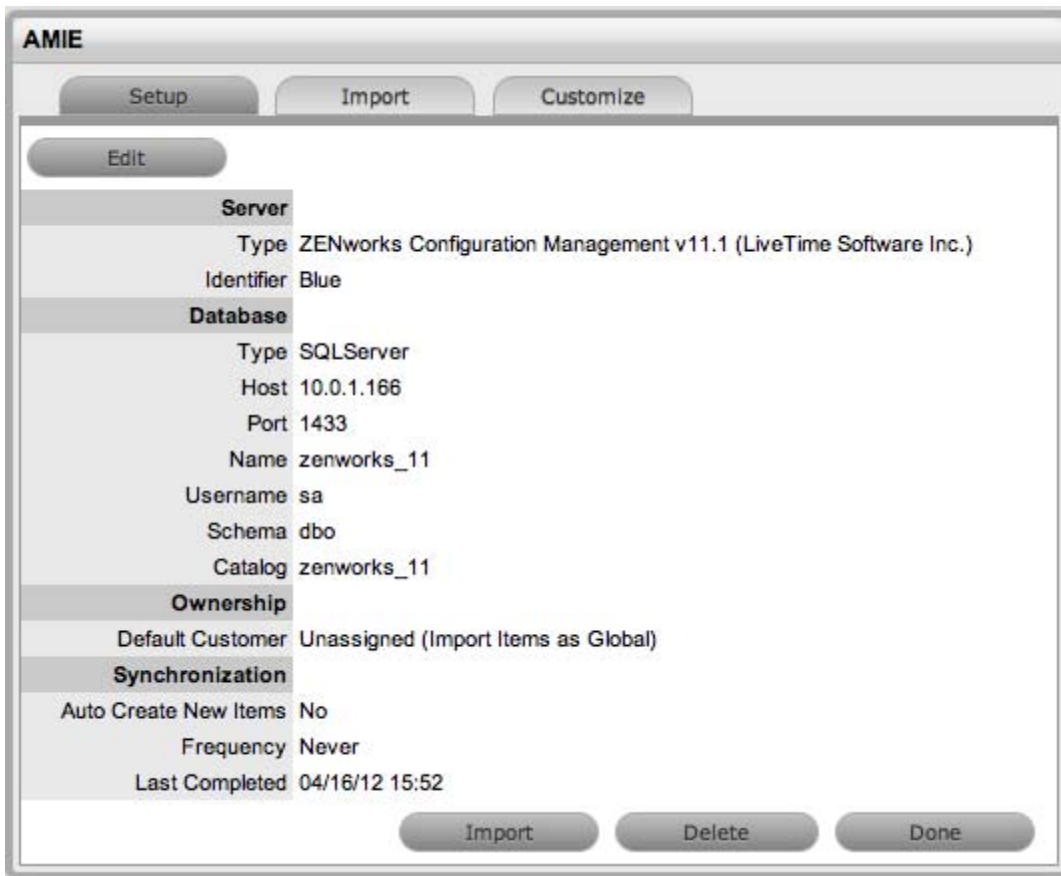 AMIE
Setup Import Customize
Edit
Server
Type ZENworks Configuration Management v11.1 (LiveTime Software Inc.)
Identifier Blue
Database
Type SQLServer
Host 10.0.1.166
Port 1433
Name zenworks_11
Username sa
Schema dbo
Catalog zenworks_11
Ownership
Default Customer Unassigned (Import Items as Global)
Synchronization
Auto Create New Items No
Frequency Never
Last Completed 04/16/12 15:52
Import Delete Done